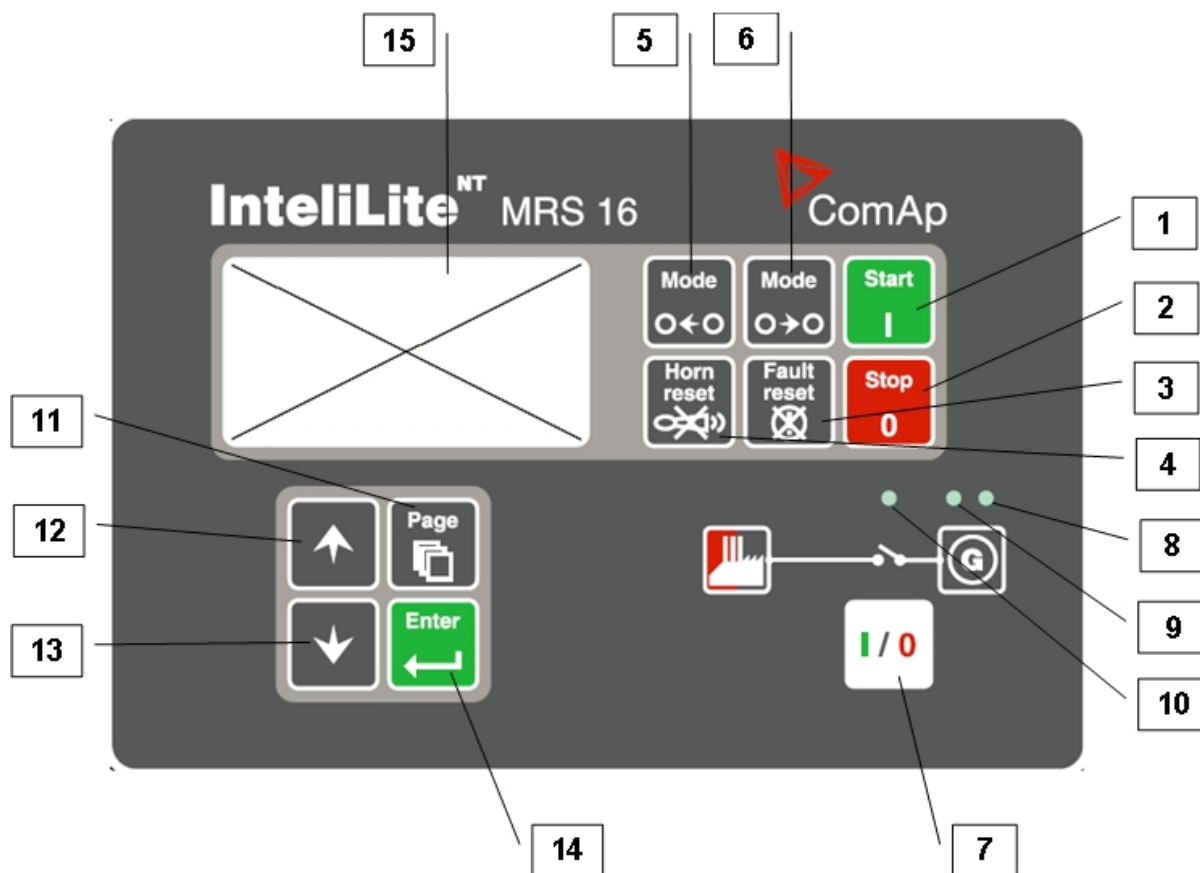 15
5
6
InteliLite NT MRS 16
ComAp
1
Mode
Mode
Start
I
2
Horn
reset
Fault
reset
Stop
0
3
4
11
12
Page
8
G
9
13
Enter
I / 0
10
14
7